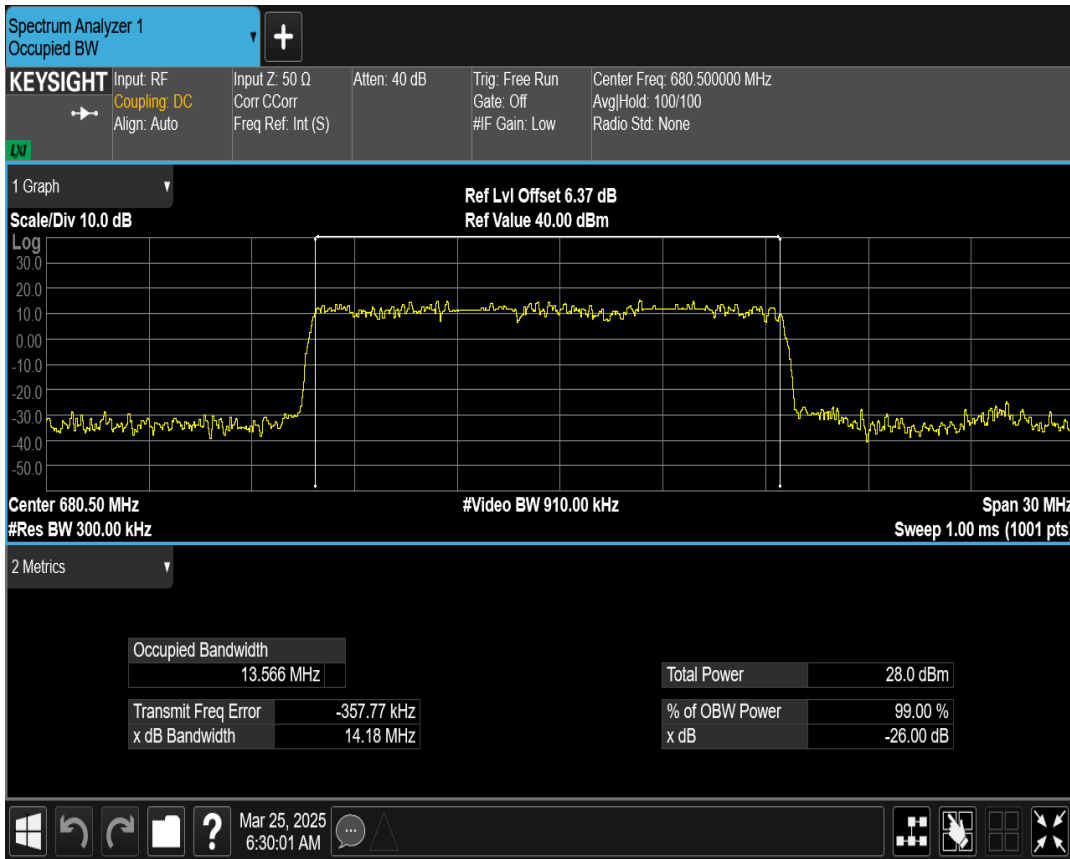 Spectrum Analyzer 1
Occupied BW
+
KEYSIGHT
LXI
Input: RF
Coupling: DC
Align: Auto
Input Z: 50 Ω
Corr CCorr
Freq Ref: Int (S)
Atten: 40 dB
Trig: Free Run
Gate: Off
#IF Gain: Low
Center Freq: 680.500000 MHz
Avg|Hold: 100/100
Radio Std: None
1 Graph
Ref Lvl Offset 6.37 dB
Scale/Div 10.0 dB
Ref Value 40.00 dBm
Log
30.0
20.0
10.0
0.00
-10.0
-20.0
-30.0
-40.0
-50.0
Center 680.50 MHz
#Video BW 910.00 kHz
Span 30 MHz
#Res BW 300.00 kHz
Sweep 1.00 ms (1001 pts)
2 Metrics
Occupied Bandwidth
13.566 MHz
Total Power 28.0 dBm
Transmit Freq Error -357.77 kHz
% of OBW Power 99.00 %
x dB Bandwidth 14.18 MHz
x dB -26.00 dB
?
Mar 25, 2025
6:30:01 AM